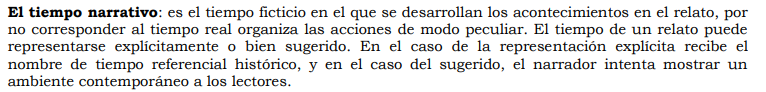 El tiempo narrativo: es el tiempo ficticio en el que se desarrollan los acontecimientos en el relato, por
no corresponder al tiempo real organiza las acciones de modo peculiar. El tiempo de un relato puede
representarse explícitamente o bien sugerido. En el caso de la representación explícita recibe el
nombre de tiempo referencial histórico, y en el caso del sugerido, el narrador intenta mostrar un
ambiente contemporáneo a los lectores.